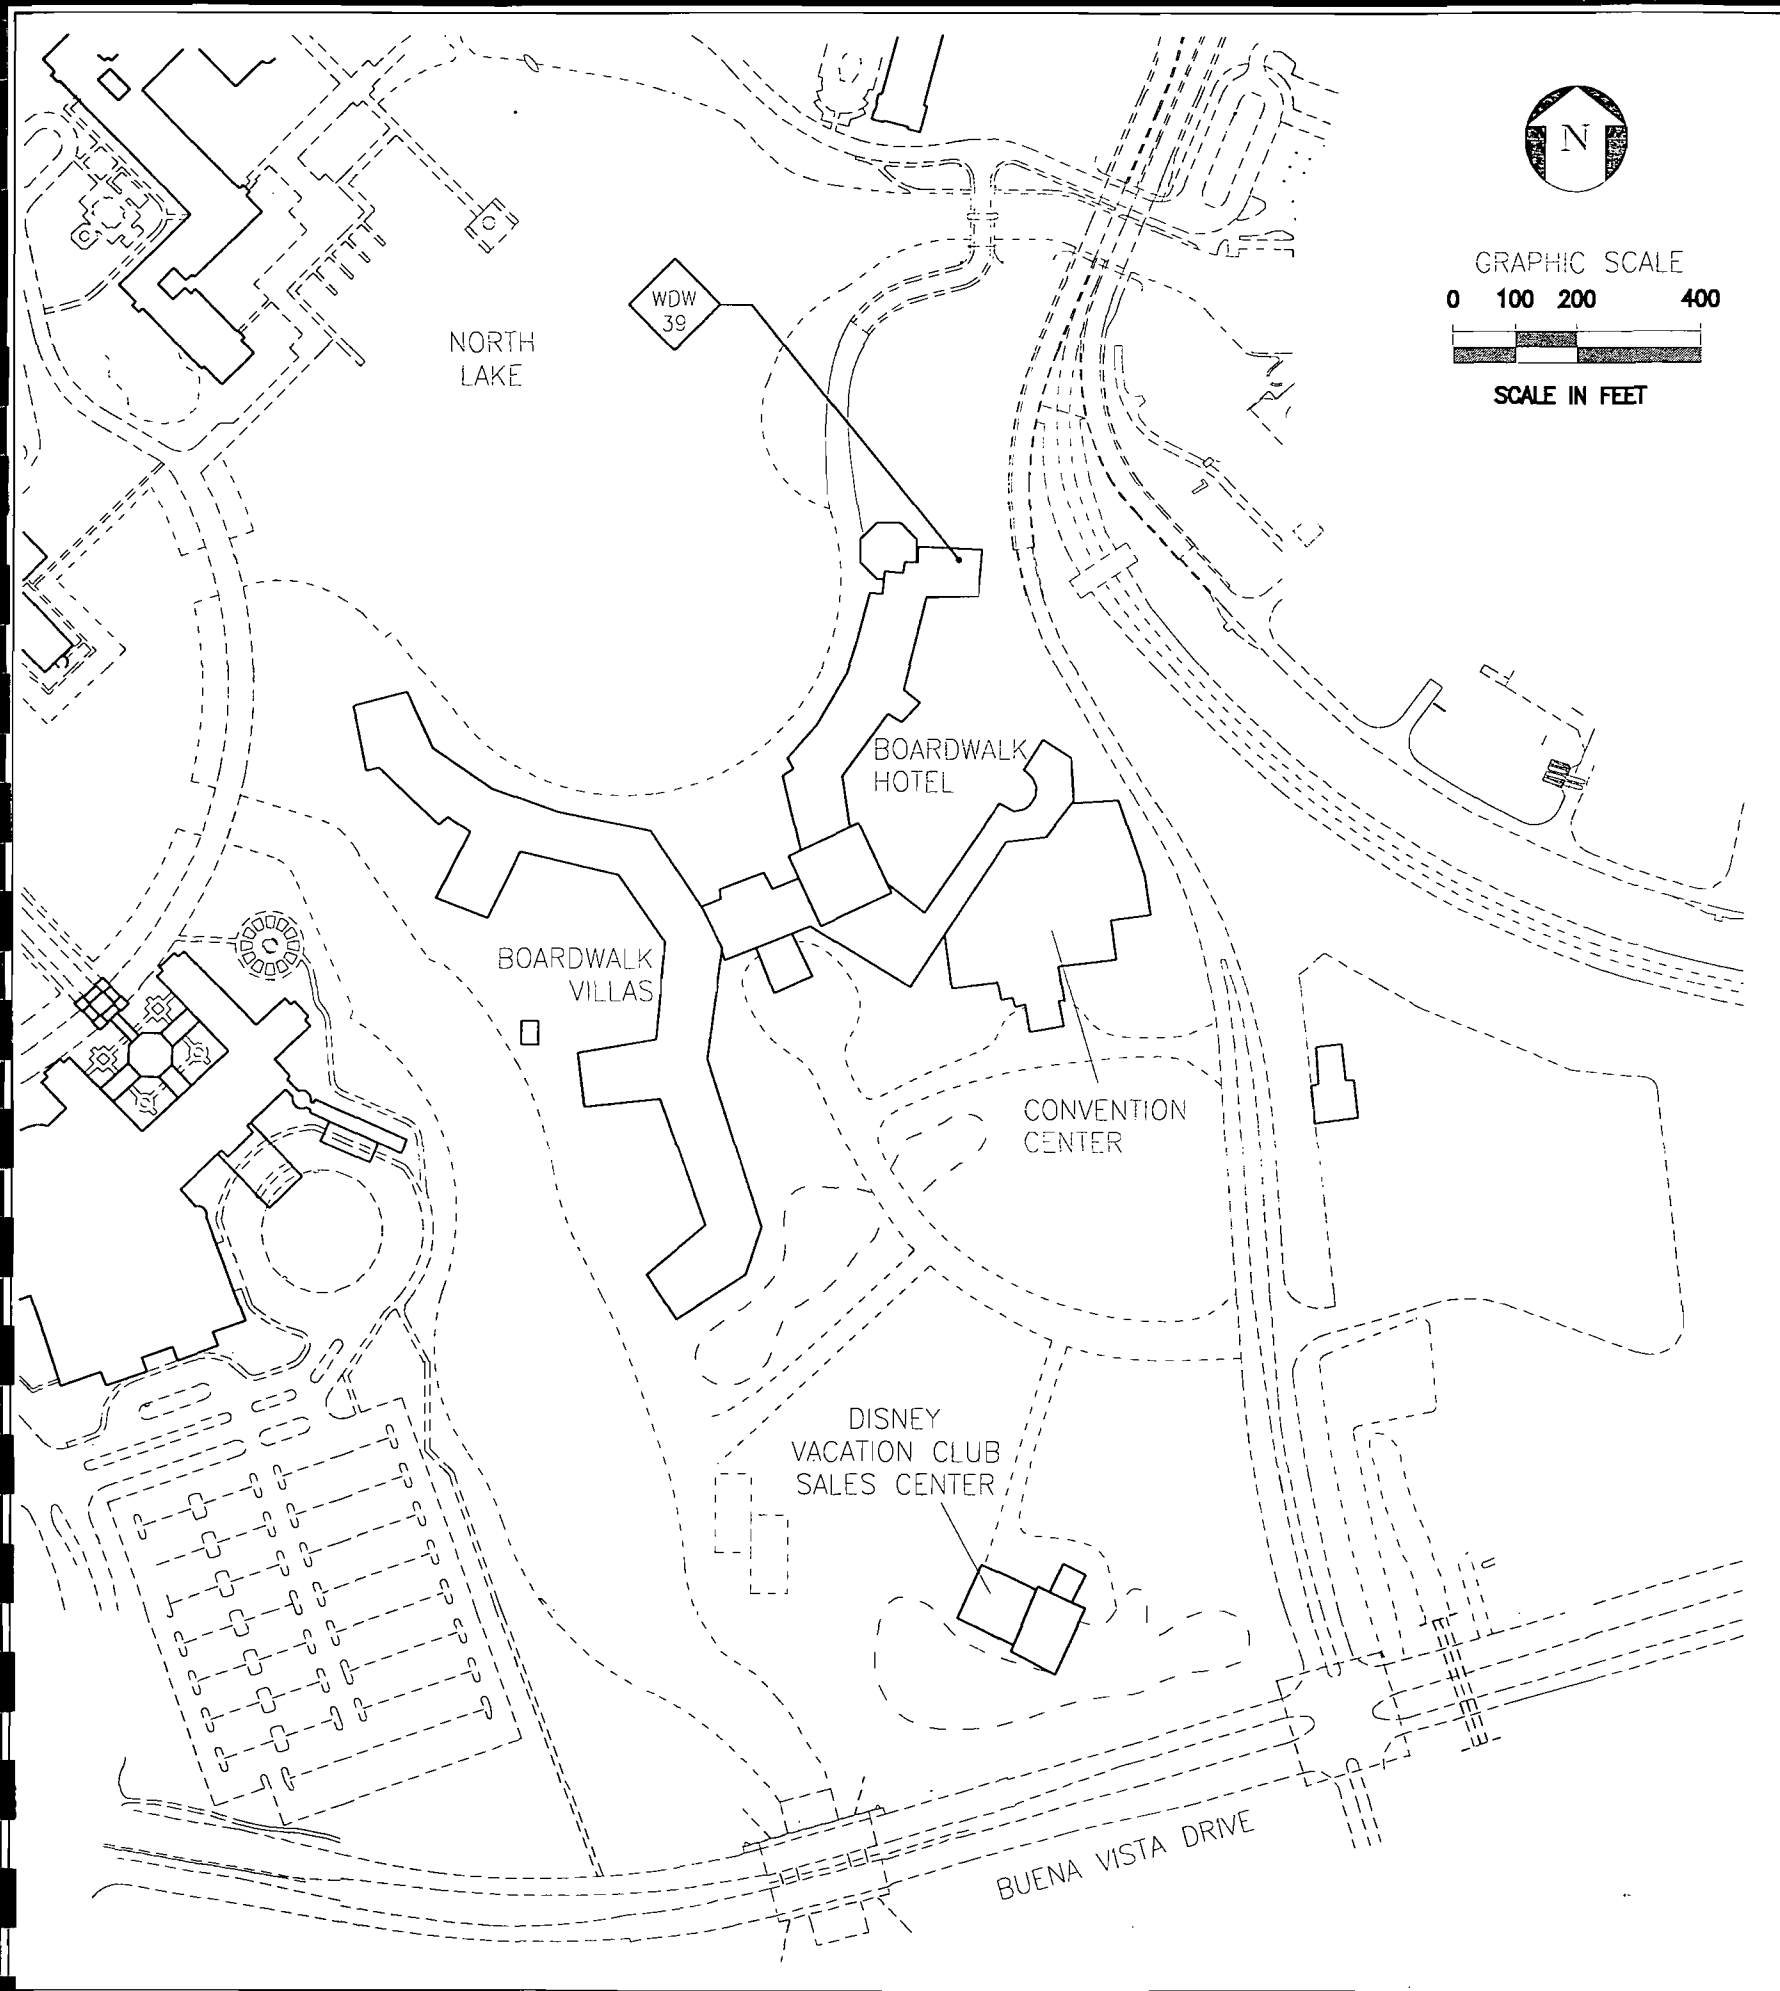 N
GRAPHIC SCALE
0 100 200 400
SCALE IN FEET
WDW
39
NORTH
LAKE
BOARDWALK
HOTEL
BOARDWALK
VILLAS
CONVENTION
CENTER
DISNEY
VACATION CLUB
SALES CENTER
BUENA VISTA DRIVE